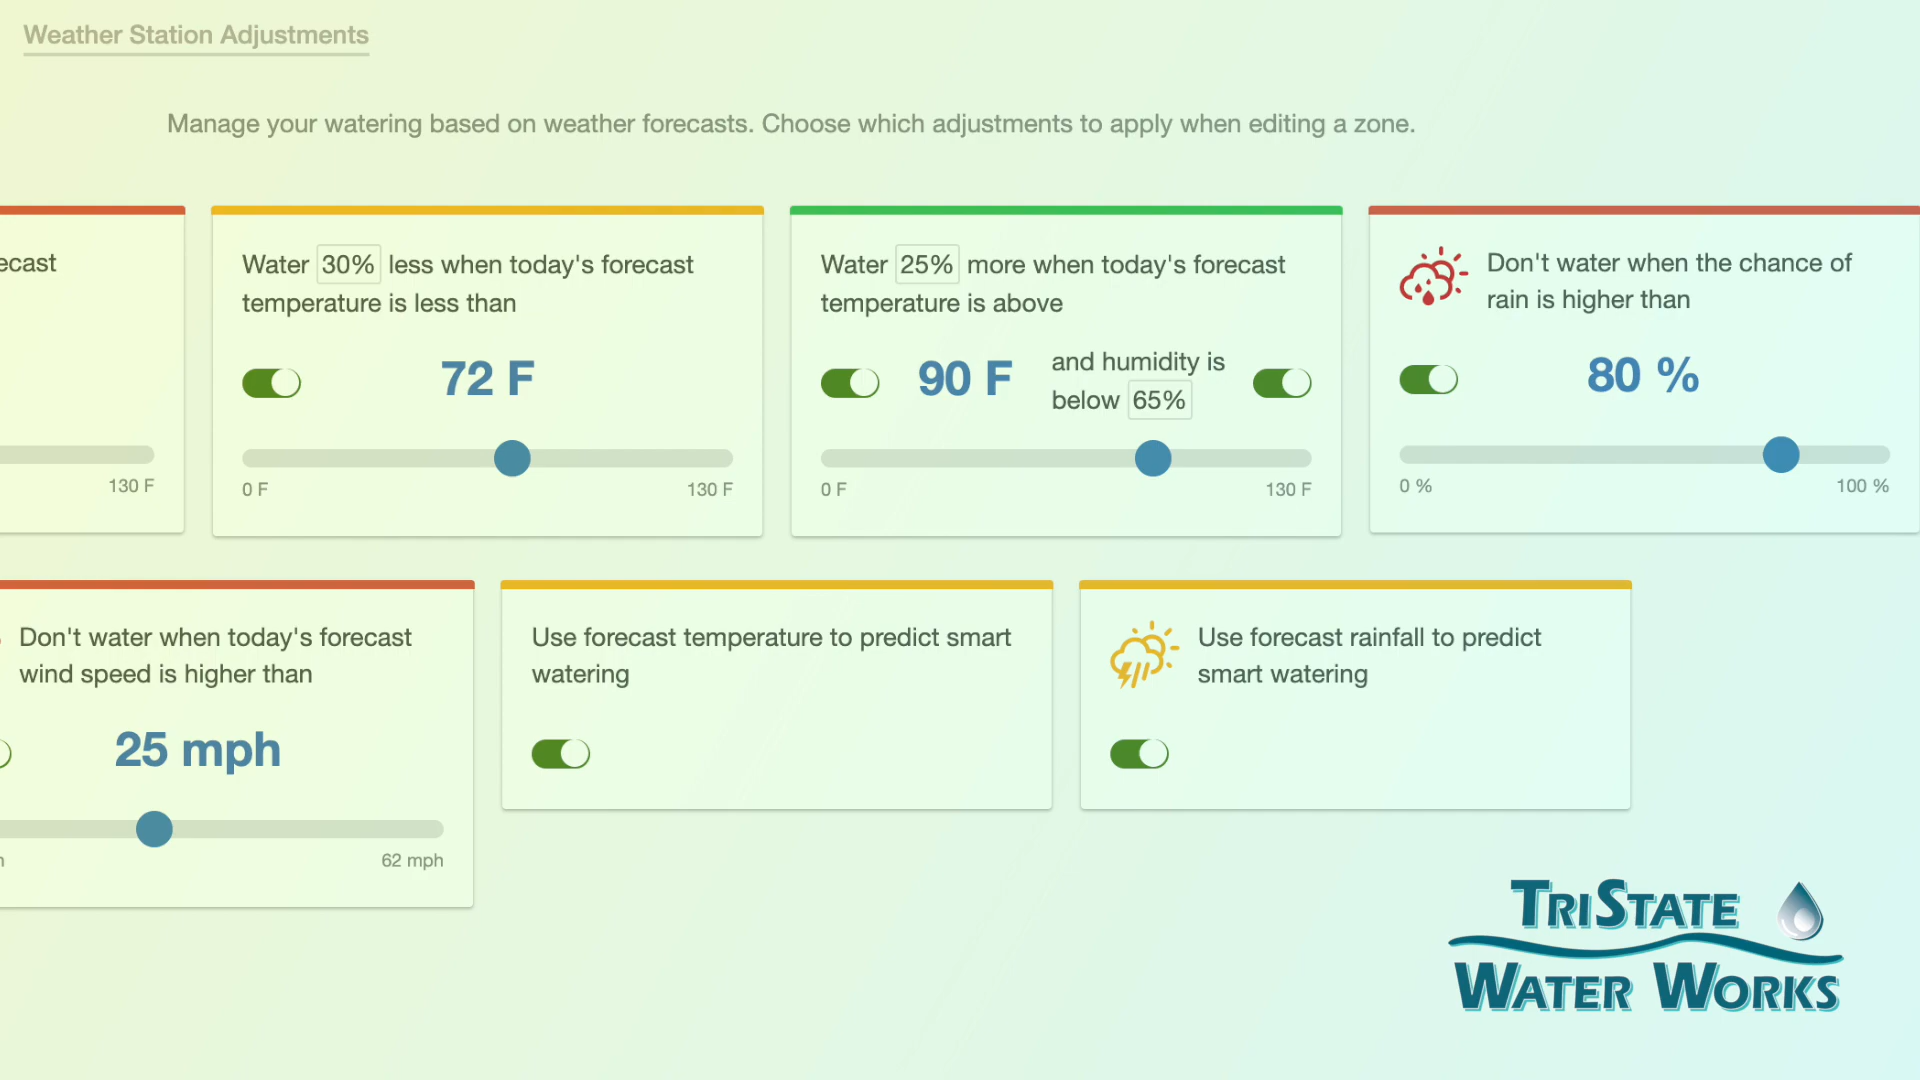 Weather Station Adjustments
Manage your watering based on weather forecasts. Choose which adjustments to apply when editing a zone.
ecast
130 F
Water 30% less when today's forecast
temperature is less than
72 F
0 F
130 F
Water 25% more when today's forecast
temperature is above
90 F
and humidity is
below 65%
0 F
130 F
Don't water when the chance of
rain is higher than
80 %
0 %
100 %
Don't water when today's forecast
wind speed is higher than
25 mph
62 mph
Use forecast temperature to predict smart
watering
Use forecast rainfall to predict
smart watering
TRISTATE
WATER WORKS